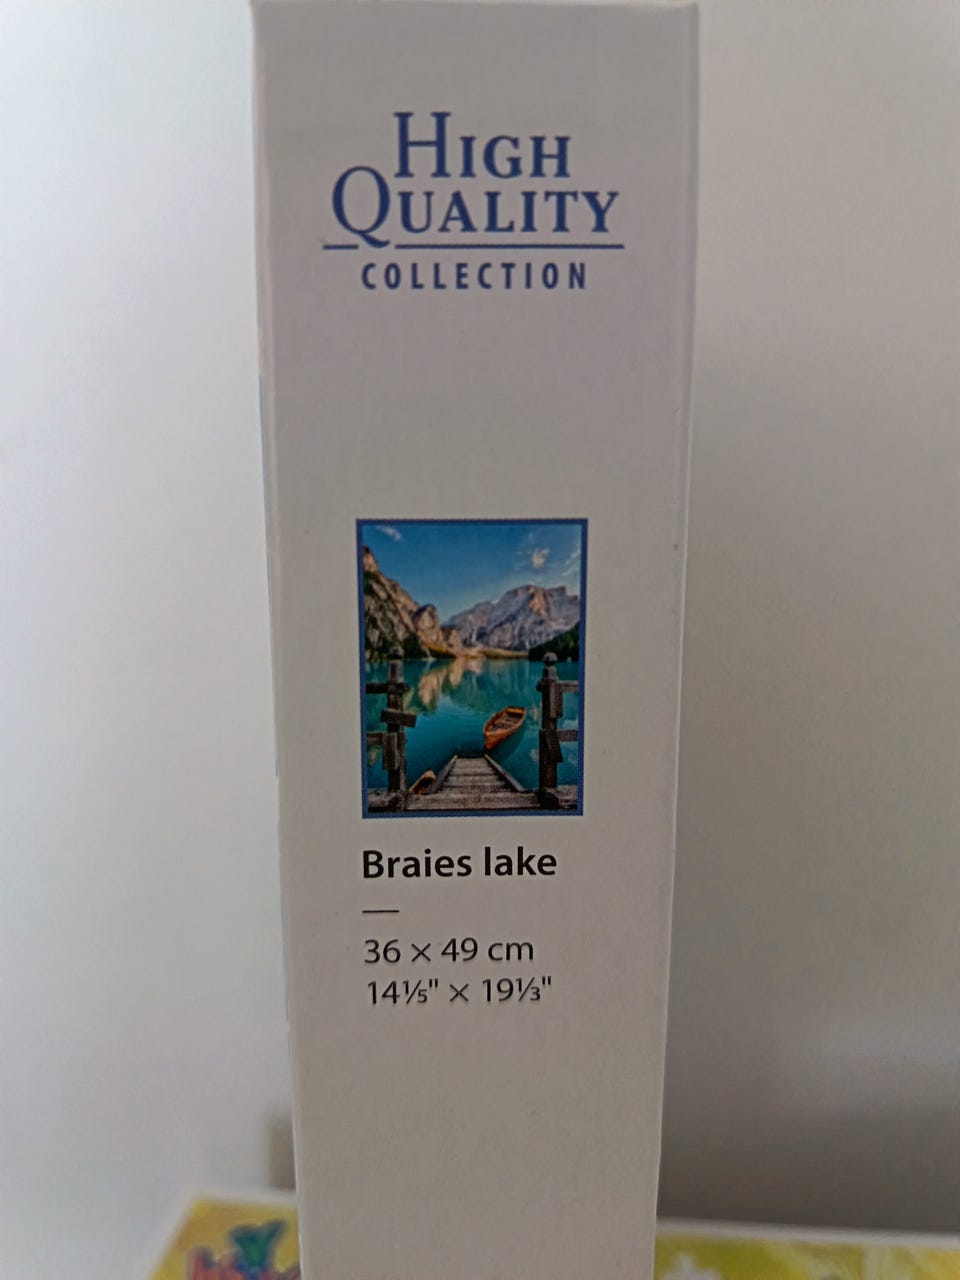 HIGH
QUALITY
COLLECTION
Braies lake
36 × 49 cm
14⅕" × 19⅓"